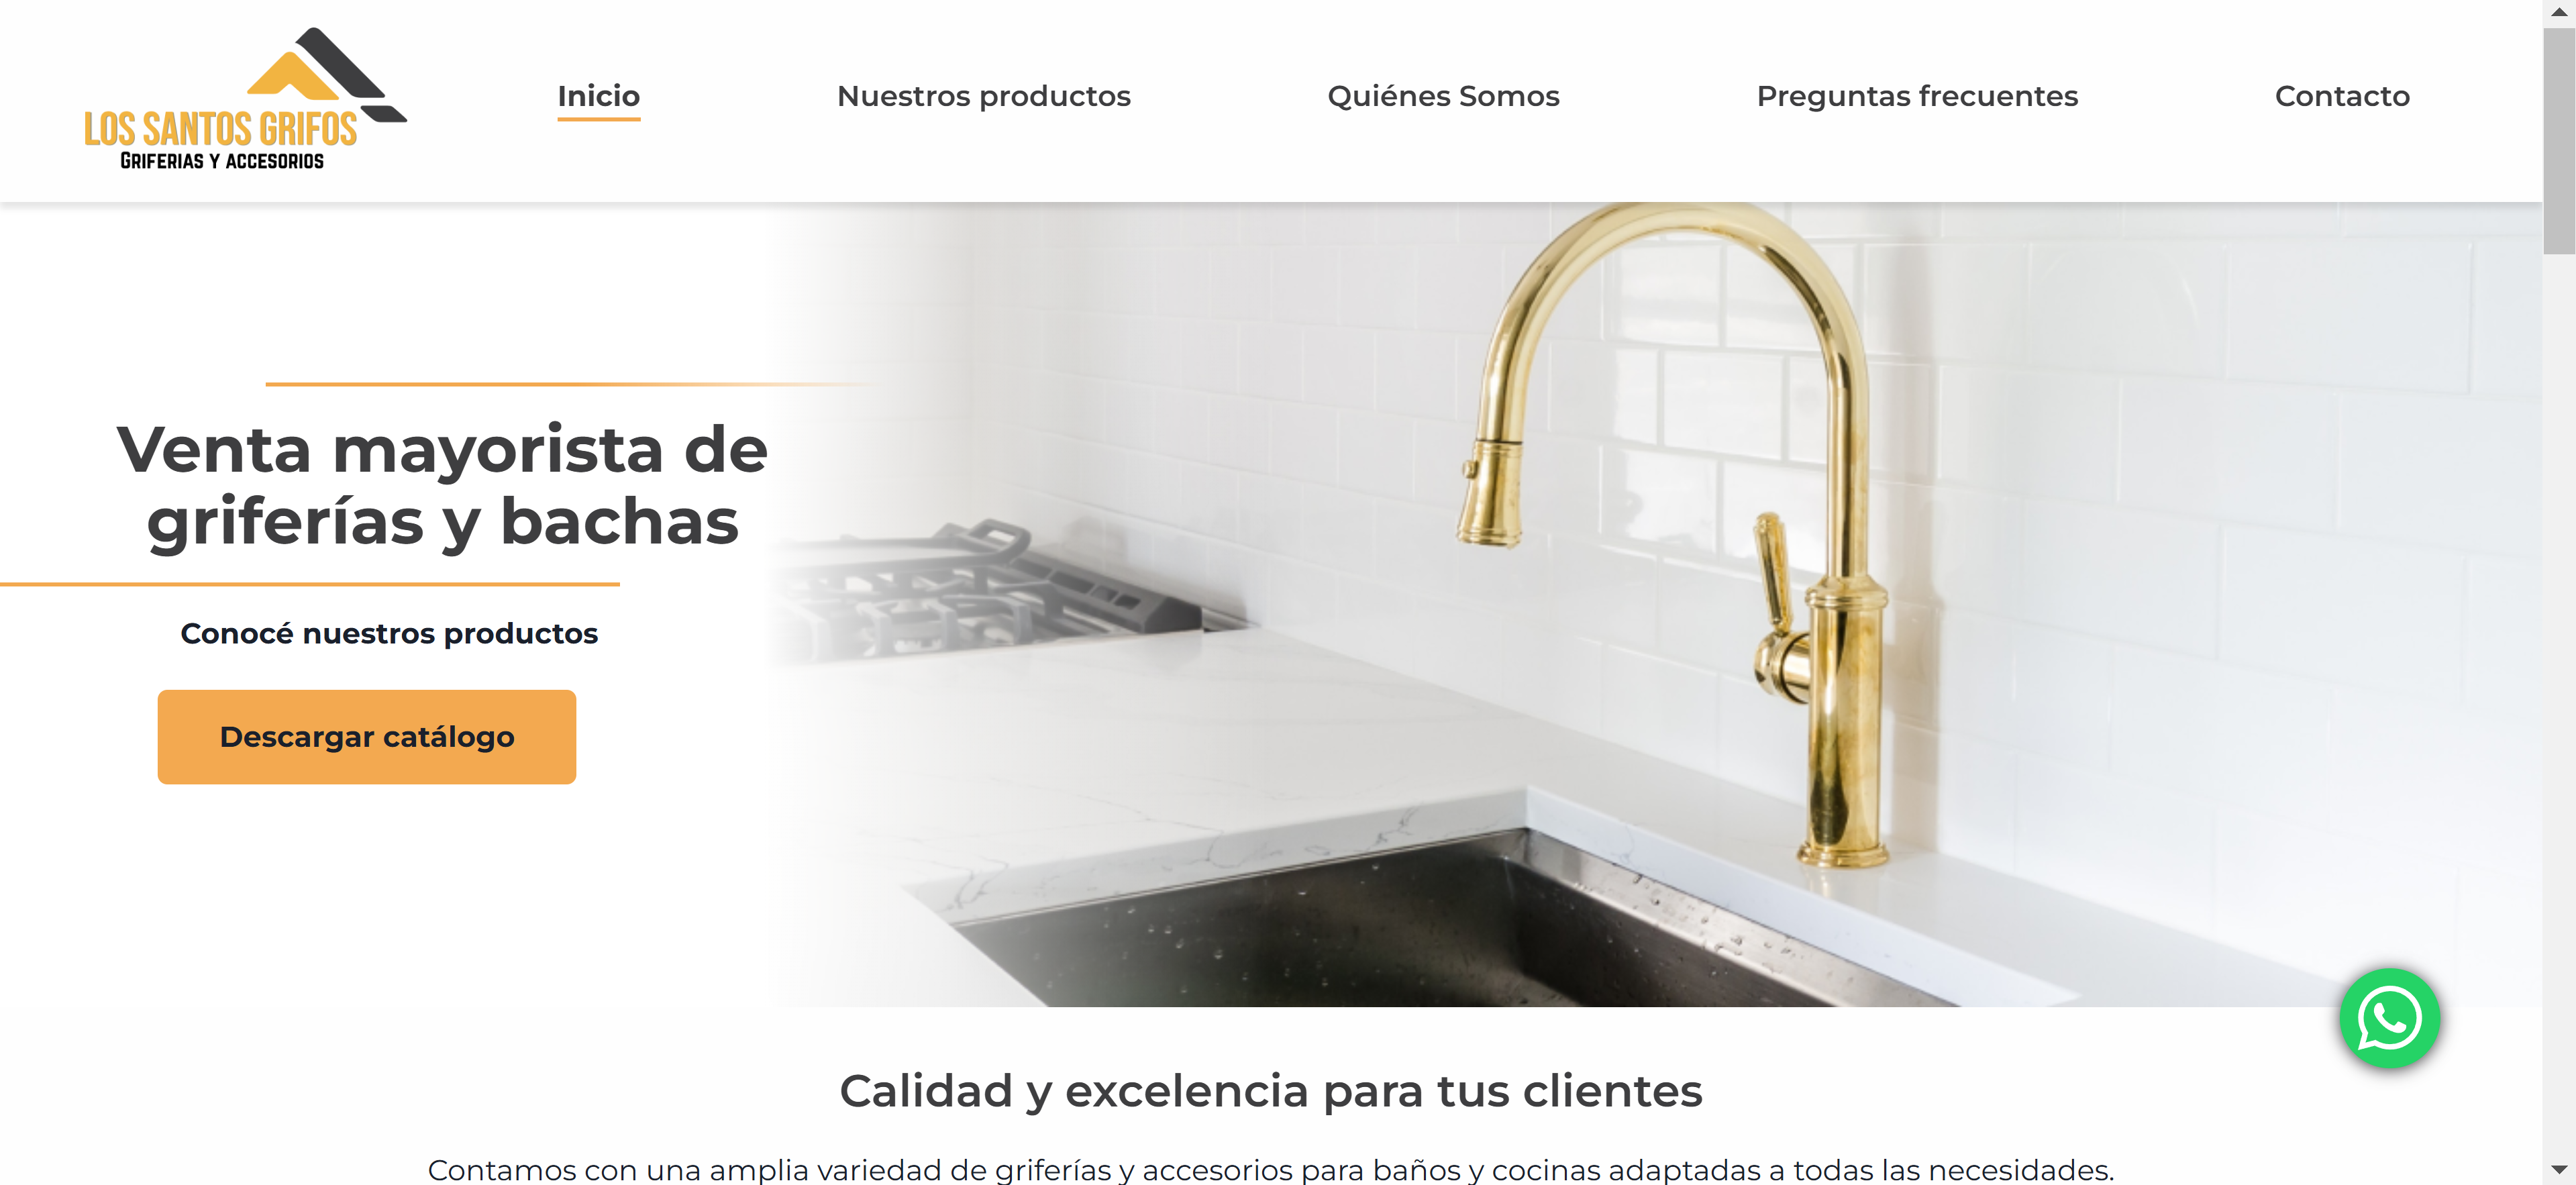 LOS SANTOS GRIFOS
GRIFERIAS Y ACCESORIOS
Inicio
Nuestros productos
Quiénes Somos
Preguntas frecuentes
Contacto
Venta mayorista de
griferías y bachas
Conocé nuestros productos
Descargar catálogo
Calidad y excelencia para tus clientes
Contamos con una amplia variedad de griferías y accesorios para baños y cocinas adaptadas a todas las necesidades.